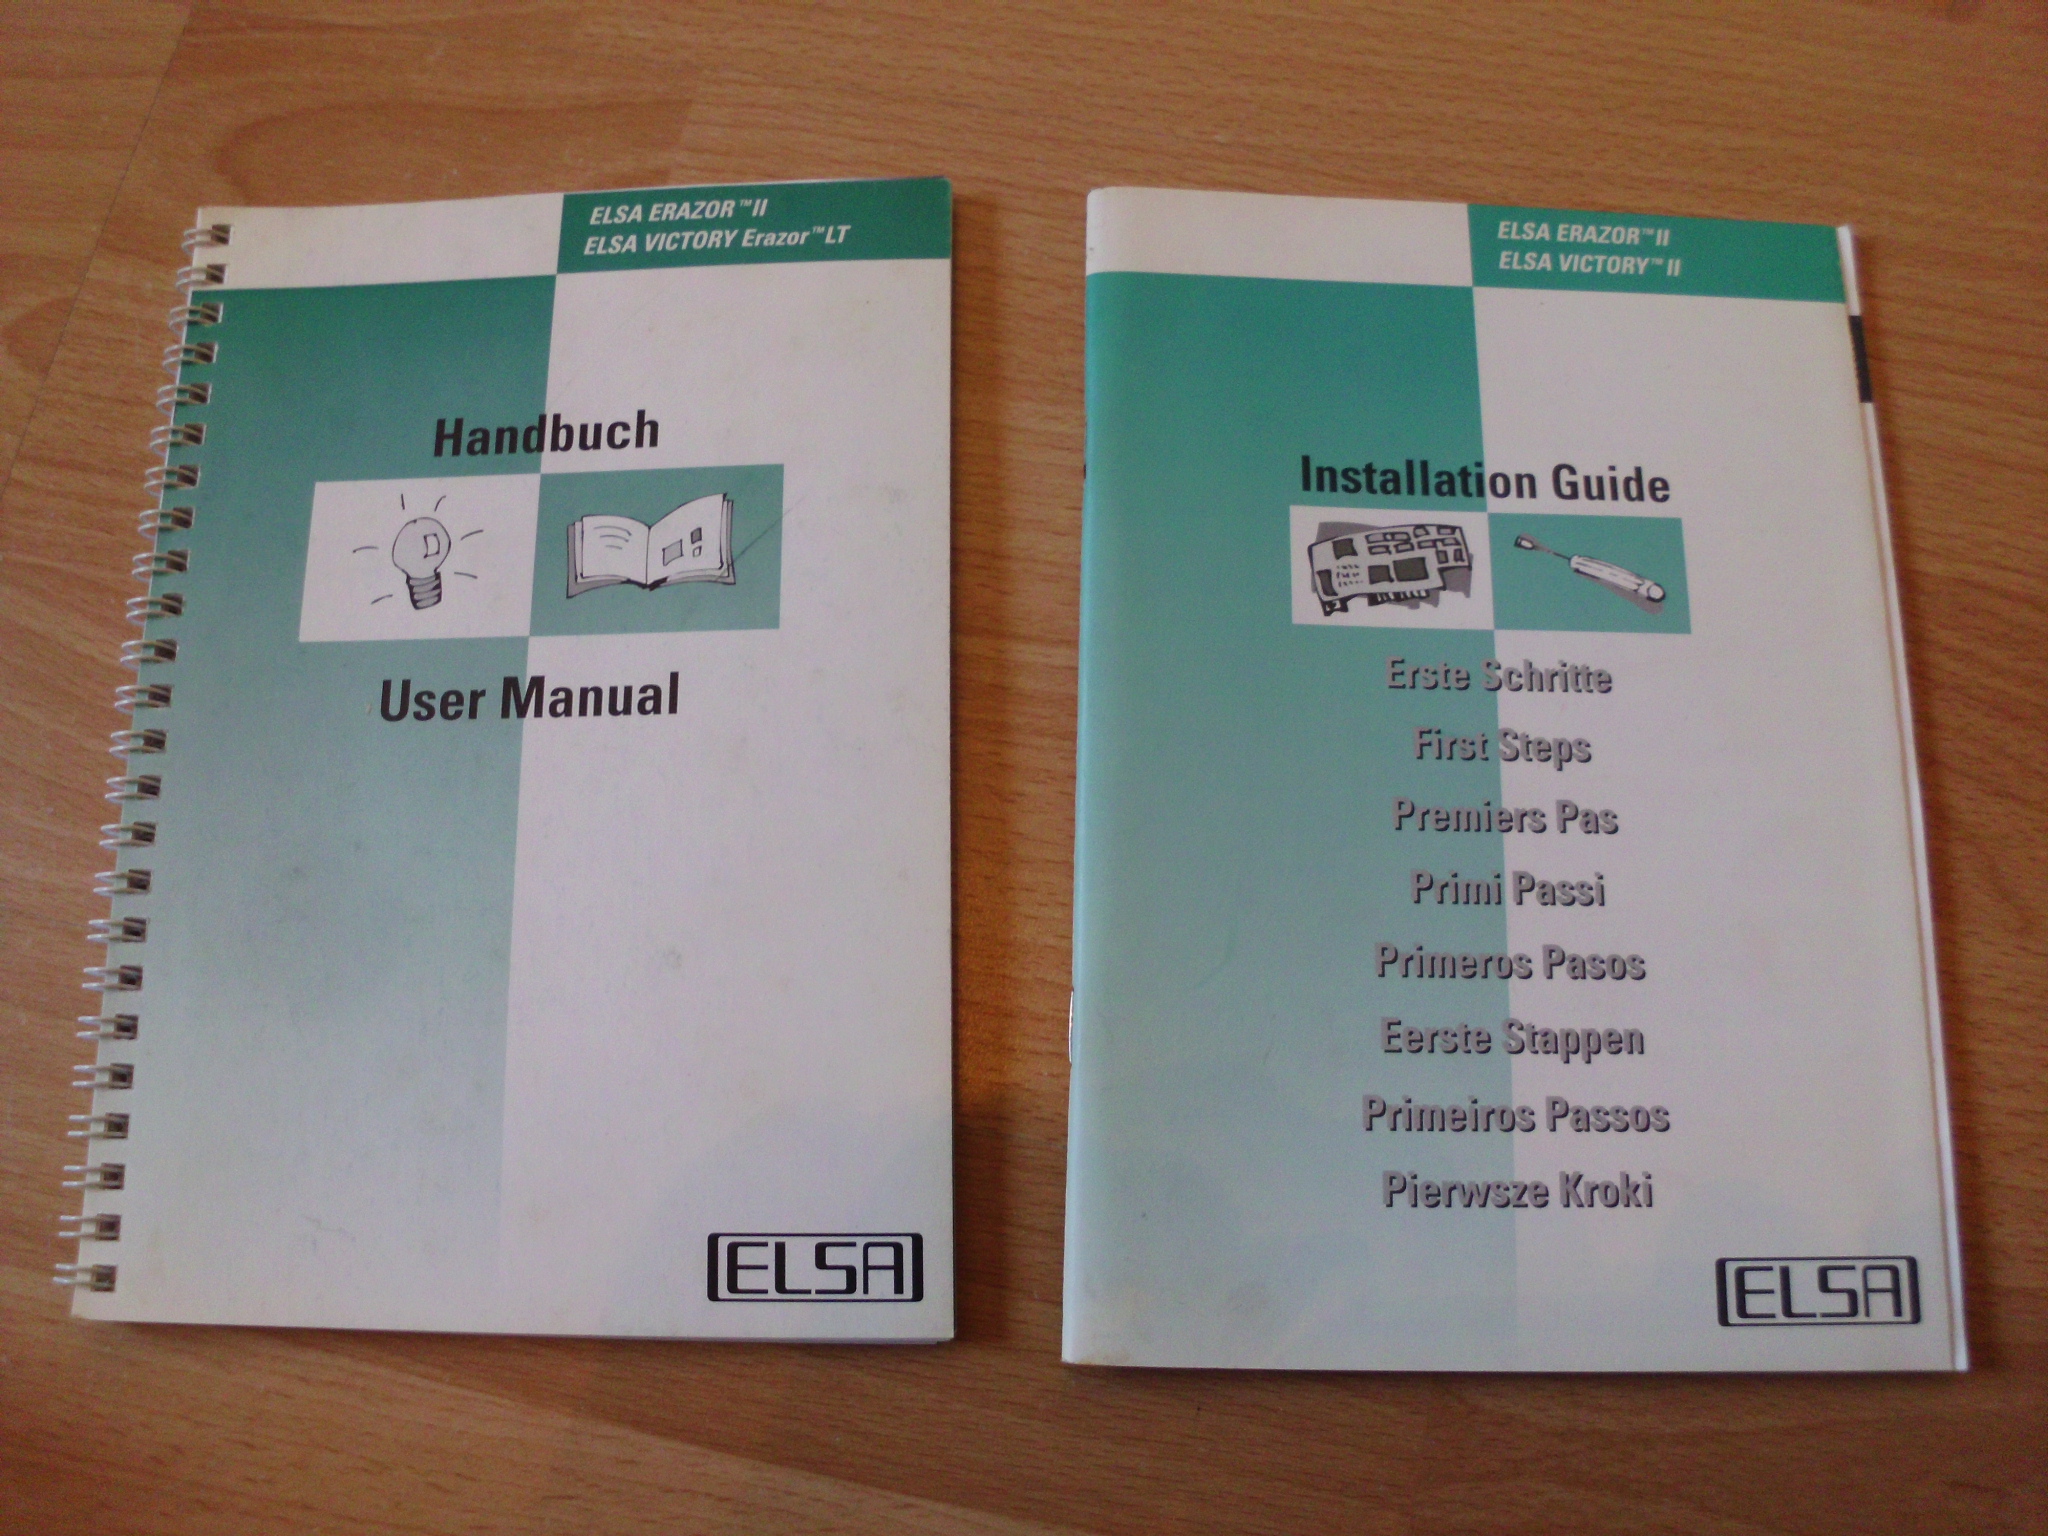 ELSA ERAZOR™II
ELSA VICTORY Erazor™LT
Handbuch
User Manual
ELSA
ELSA ERAZOR™II
ELSA VICTORY™II
Installation Guide
Erste Schritte
First Steps
Premiers Pas
Primi Passi
Primeros Pasos
Eerste Stappen
Primeiros Passos
Pierwsze Kroki
ELSA